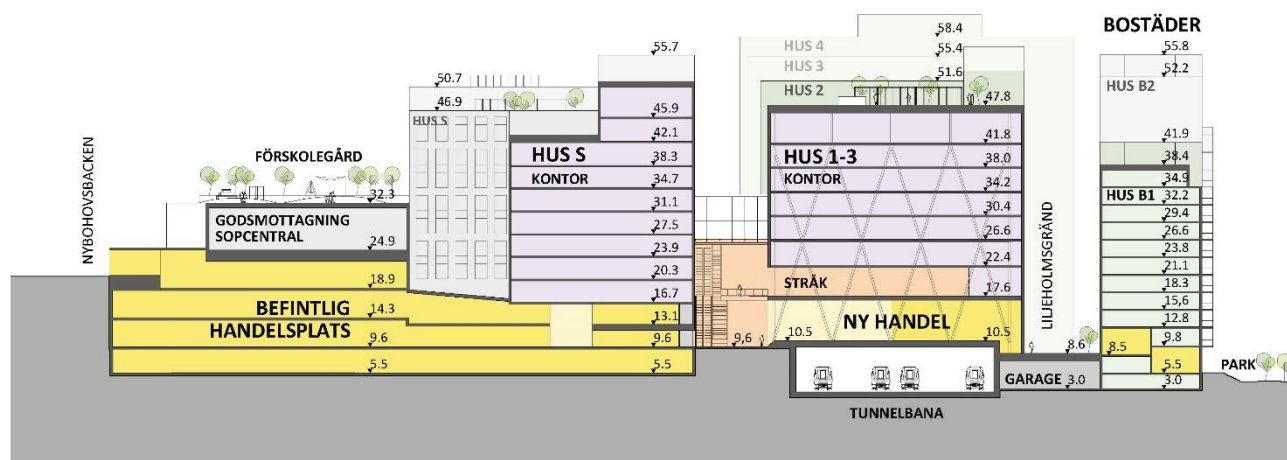 BOSTÄDER
58.4
55.7
HUS 4
55.4
55.8
HUS 3
52.2
50.7
51.6
HUS 2
HUS B2
46.9
45.9
47.8
HUS S
42.1
41.8
41.9
FÖRSKOLEGÅRD
HUS S
38.3
HUS 1-3
38.0
38.4
KONTOR
34.7
KONTOR
34.2
34.9
32.3
HUS B1
32.2
31.1
30.4
29.4
GODSMOTTAGNING
SOPCENTRAL
27.5
26.6
26.6
24.9
23.9
22.4
23.8
NYBOHOVSBACKEN
LILJEHOLMSGRÄND
21.1
20.3
18.9
STRÅK
17.6
18.3
16.7
15.6
BEFINTLIG
14.3
13.1
NY HANDEL
12.8
HANDELSPLATS
9.6
9.6
9,6
10.5
10.5
8.6
8.5
9.8
5.5
5.5
5.5
PARK
GARAGE
3.0
3.0
TUNNELBANA